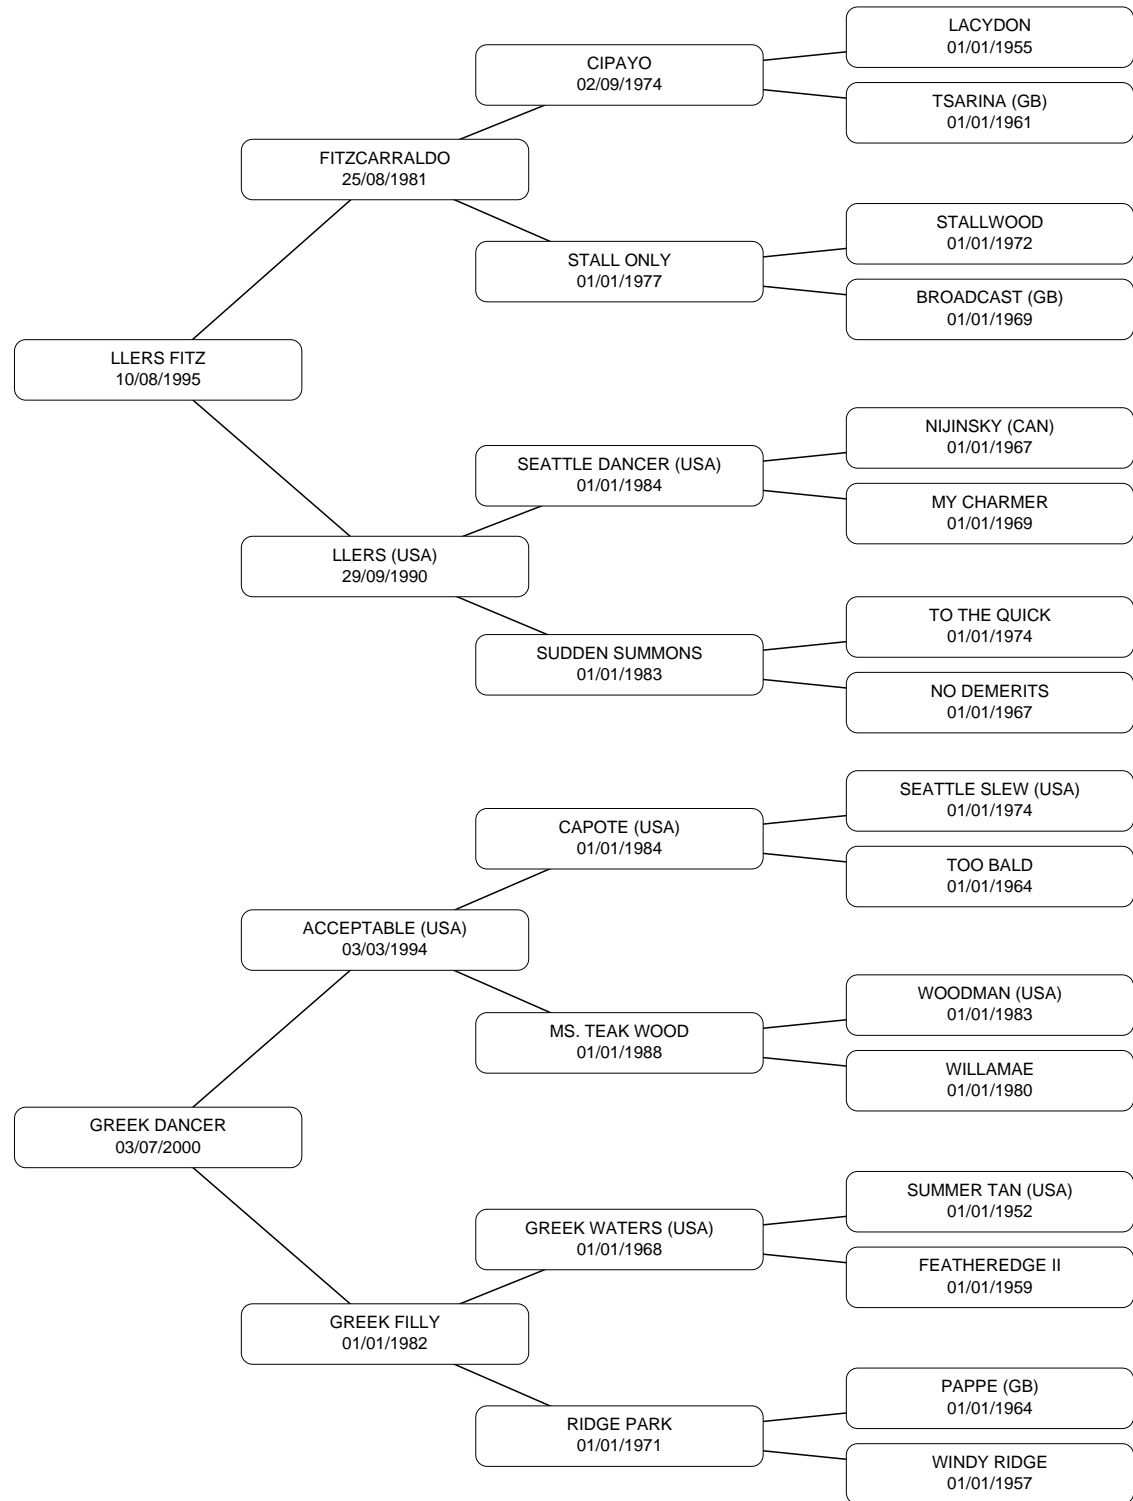 LACYDON
01/01/1955
CIPAYO
02/09/1974
TSARINA (GB)
01/01/1961
FITZCARRALDO
25/08/1981
STALLWOOD
01/01/1972
STALL ONLY
01/01/1977
BROADCAST (GB)
01/01/1969
LLERS FITZ
10/08/1995
NIJINSKY (CAN)
01/01/1967
SEATTLE DANCER (USA)
01/01/1984
MY CHARMER
01/01/1969
LLERS (USA)
29/09/1990
TO THE QUICK
01/01/1974
SUDDEN SUMMONS
01/01/1983
NO DEMERITS
01/01/1967
SEATTLE SLEW (USA)
01/01/1974
CAPOTE (USA)
01/01/1984
TOO BALD
01/01/1964
ACCEPTABLE (USA)
03/03/1994
WOODMAN (USA)
01/01/1983
MS. TEAK WOOD
01/01/1988
WILLAMAE
01/01/1980
GREEK DANCER
03/07/2000
SUMMER TAN (USA)
01/01/1952
GREEK WATERS (USA)
01/01/1968
FEATHEREDGE II
01/01/1959
GREEK FILLY
01/01/1982
PAPPE (GB)
01/01/1964
RIDGE PARK
01/01/1971
WINDY RIDGE
01/01/1957